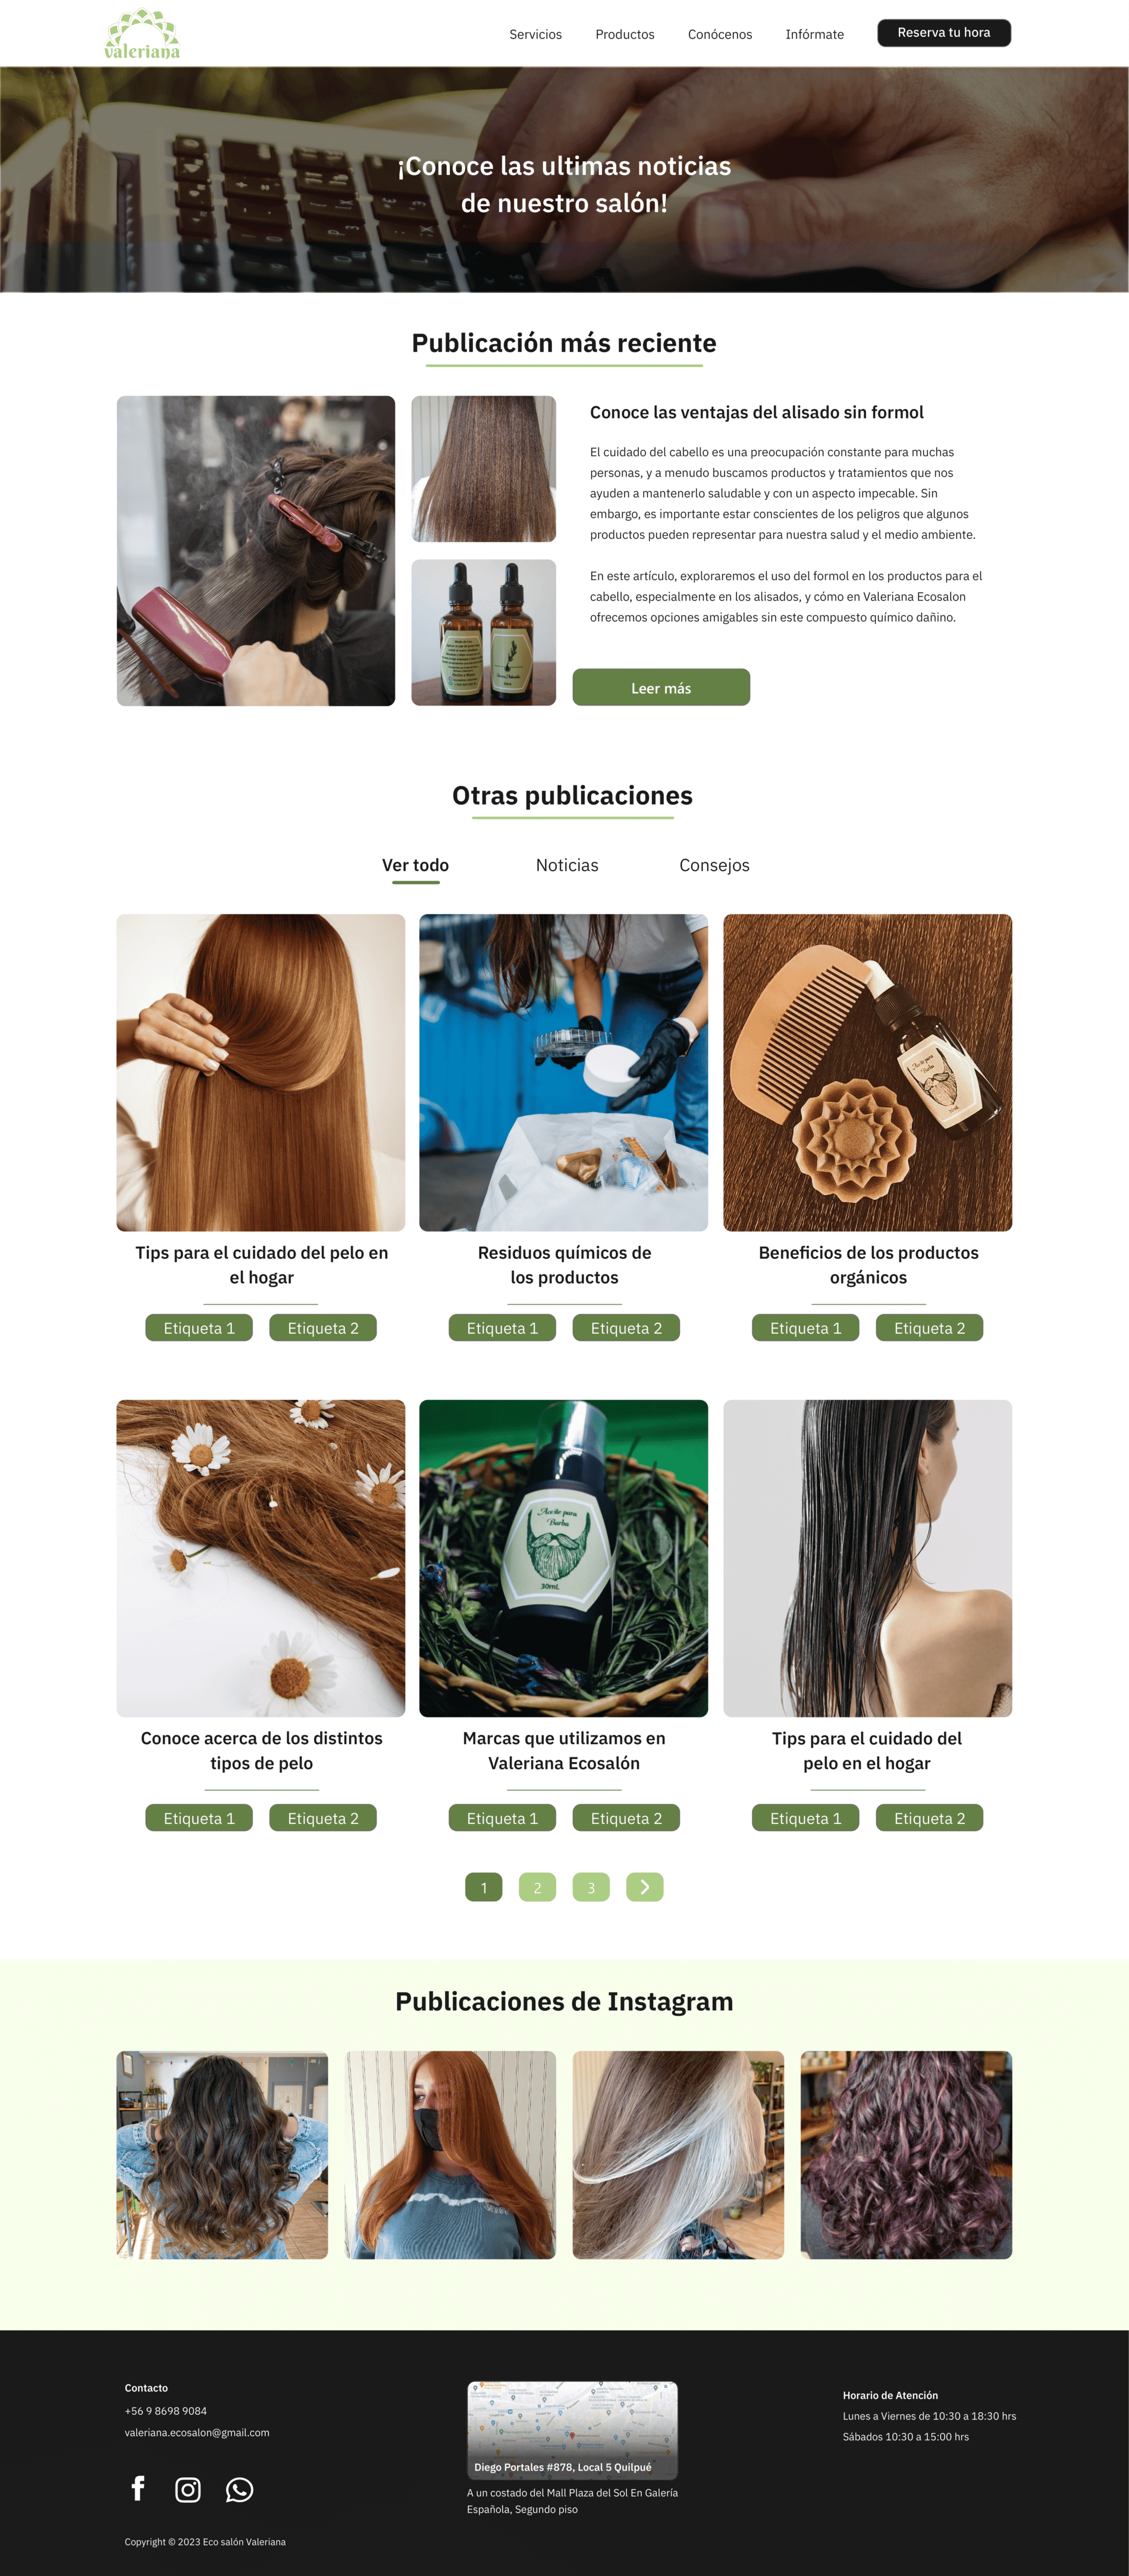 valeriana
Servicios
Productos
Conócenos
Infórmate
Reserva tu hora
¡Conoce las ultimas noticias
de nuestro salón!
Publicación más reciente
Conoce las ventajas del alisado sin formol
El cuidado del cabello es una preocupación constante para muchas
personas, y a menudo buscamos productos y tratamientos que nos
ayuden a mantenerlo saludable y con un aspecto impecable. Sin
embargo, es importante estar conscientes de los peligros que algunos
productos pueden representar para nuestra salud y el medio ambiente.
En este artículo, exploraremos el uso del formol en los productos para el
cabello, especialmente en los alisados, y cómo en Valeriana Ecosalon
ofrecemos opciones amigables sin este compuesto químico dañino.
Leer más
Otras publicaciones
Ver todo
Noticias
Consejos
Aceite para
Barba
Tips para el cuidado del pelo en
el hogar
Residuos químicos de
los productos
Beneficios de los productos
orgánicos
Etiqueta 1
Etiqueta 2
Etiqueta 1
Etiqueta 2
Etiqueta 1
Etiqueta 2
Aceite para
Barba
30ml.
Conoce acerca de los distintos
tipos de pelo
Marcas que utilizamos en
Valeriana Ecosalón
Tips para el cuidado del
pelo en el hogar
Etiqueta 1
Etiqueta 2
Etiqueta 1
Etiqueta 2
Etiqueta 1
Etiqueta 2
1
2
3
Publicaciones de Instagram
Contacto
+56 9 8698 9084
valeriana.ecosalon@gmail.com
Copyright © 2023 Eco salón Valeriana
Diego Portales #878, Local 5 Quilpué
A un costado del Mall Plaza del Sol En Galería
Española, Segundo piso
Horario de Atención
Lunes a Viernes de 10:30 a 18:30 hrs
Sábados 10:30 a 15:00 hrs